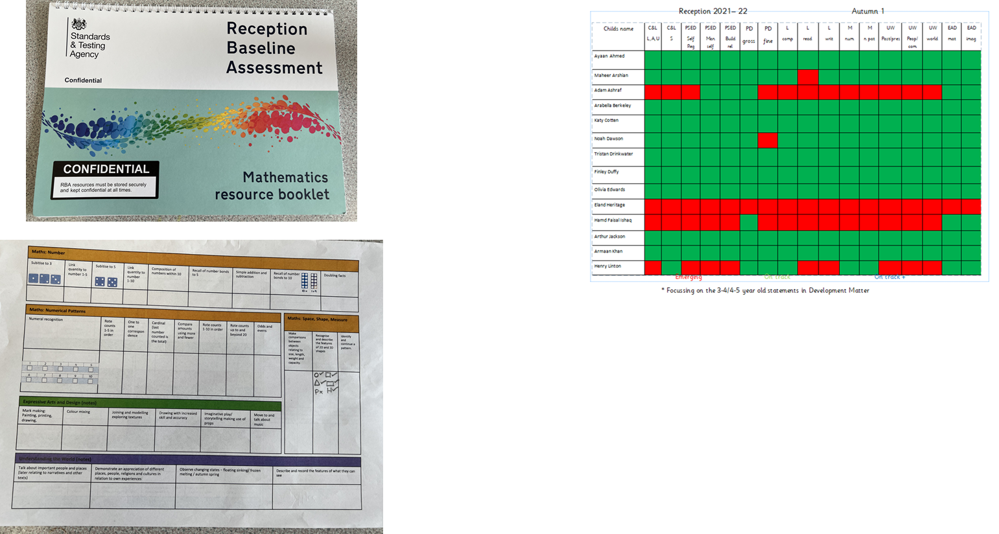 Standards
& Testing
Agency
Reception
Baseline
Assessment
Confidential
CONFIDENTIAL
RBA resources must be stored securely
and kept confidential at all times.
Mathematics
resource booklet
Maths: Number
Subitise to 3
Link quantity to number 1-5
Subitise to 5
Link quantity to number 1-10
Composition of numbers within 10
Recall of number bonds to 5
Simple addition and subtraction
Recall of number bonds to 10
10+ 1+9
Doubling facts
Maths: Numerical Patterns
Numeral recognition
Rote counts 1-5 in order
One to one correspon dence
Cardinal (last number counted is the total)
Compare amounts using more and fewer
Rote counts 1-10 in order
Rote counts up to and beyond 20
Odds and evens
1 2 3 4 5
6 7 8 9 10
Maths: Space, Shape, Measure
Make comparisons between objects relating to size, length, weight and capacity.
Recognise and describe the features of 2D and 3D shapes
Identify and continue a pattern.
P× H✓
Expressive Arts and Design (notes)
Mark making: Painting, printing, drawing,
Colour mixing
Joining and modelling exploring textures
Drawing with increased skill and accuracy
Imaginative play/ storytelling making use of props
Move to and talk about music
Understanding the World (notes)
Talk about important people and places (later relating to narratives and other texts)
Demonstrate an appreciation of different places, people, religions and cultures in relation to own experiences
Observe changing states – floating sinking/ frozen melting / autumn spring
Describe and record the features of what they can see
Reception 2021– 22 Autumn 1
Childs name
C&L L,A,U
C&L S
PSED Self Reg
PSED Man self
PSED Build rel
PD gross
PD fine
L comp
L read
L writ
M num
M n pat
UW Past/pres
UW Peop/ com
UW world
EAD mat
EAD imag
Ayaan Ahmed
Maheer Arshian
Adam Ashraf
Arabella Berkeley
Katy Cotten
Noah Dawson
Tristan Drinkwater
Finley Duffy
Olivia Edwards
Eland Heritage
Hamd Faisal Ishaq
Arthur Jackson
Armaan Khan
Henry Linton
Emerging On track On track +
* Focussing on the 3-4/4-5 year old statements in Development Matter